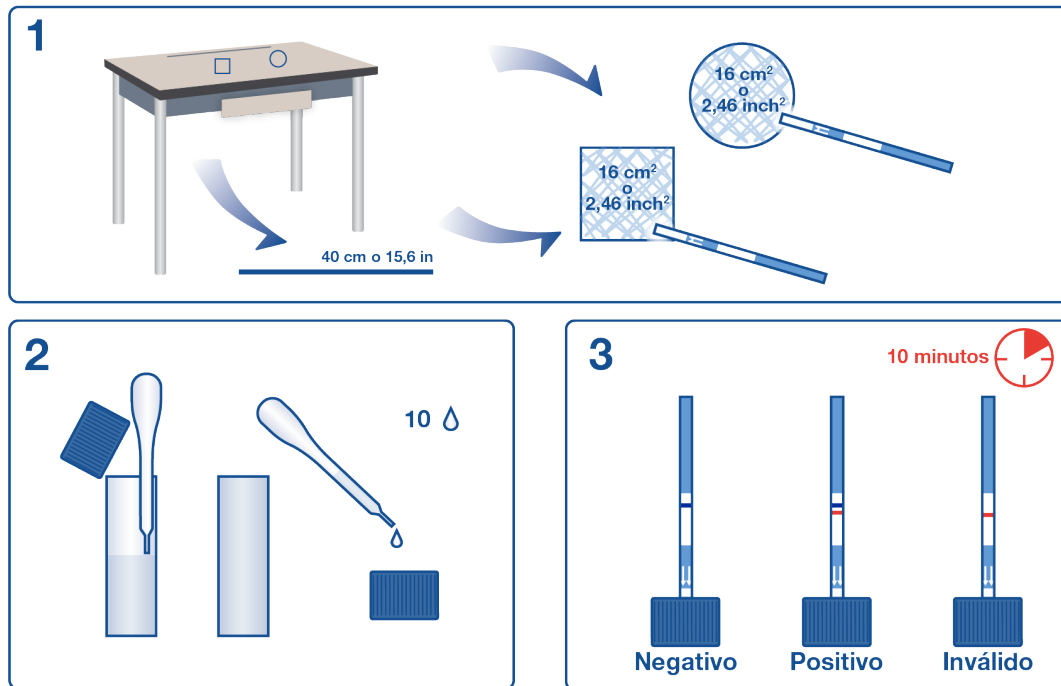 1
16 cm²
o
2,46 inch²
16 cm²
o
2,46 inch²
40 cm o 15,6 in
2
10
3
10 minutos
Negativo
Positivo
Inválido